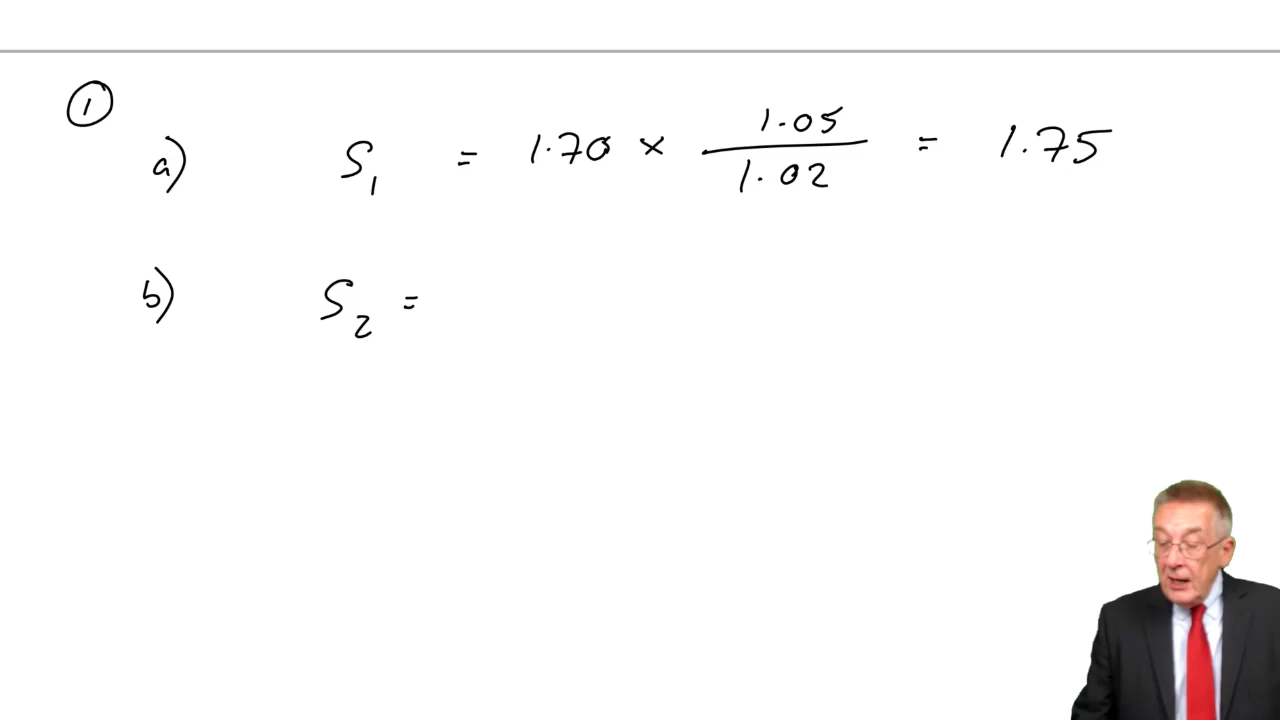 ①
a) S₁ = 1.70 × 1.05/1.02 = 1.75
b) S₂ =